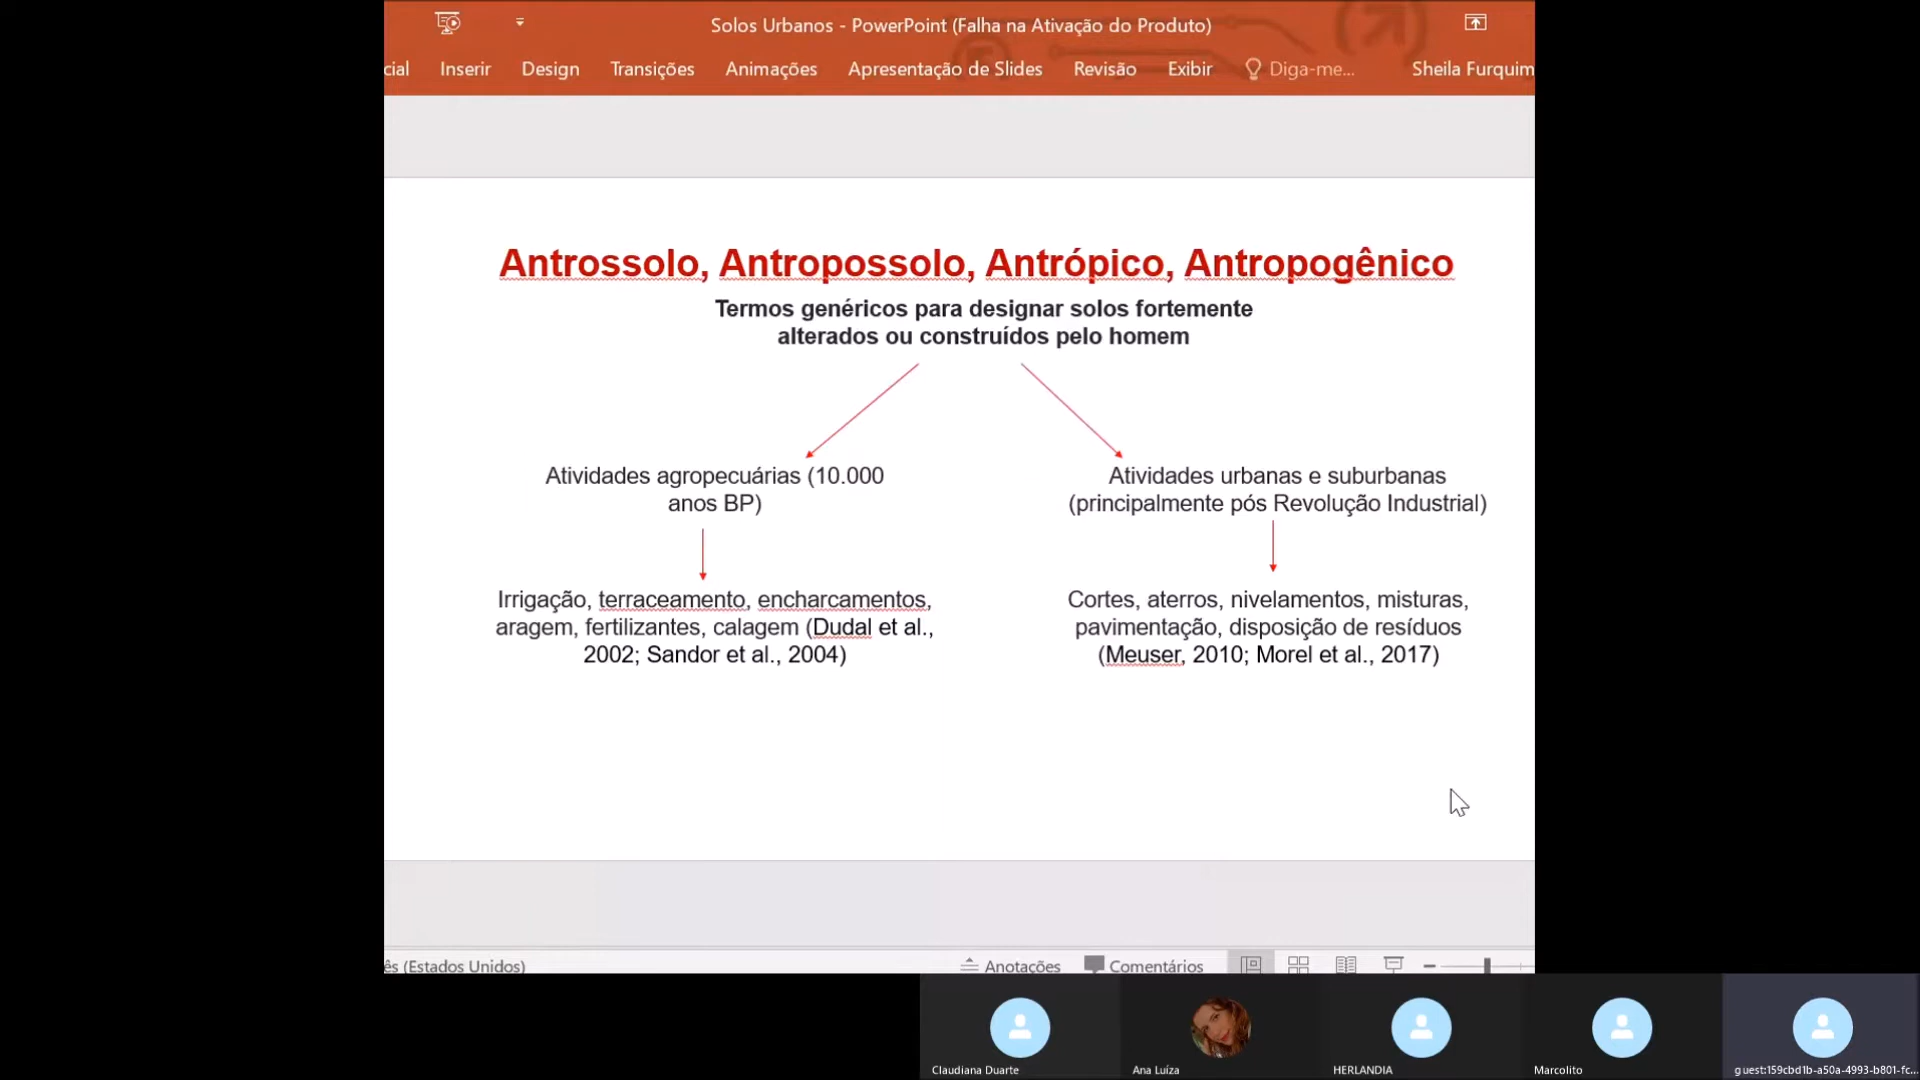 Solos Urbanos - PowerPoint (Falha na Ativação do Produto)
cial Inserir Design Transições Animações Apresentação de Slides Revisão Exibir Diga-me... Sheila Furquim
Antrossolo, Antropossolo, Antrópico, Antropogênico
Termos genéricos para designar solos fortemente
alterados ou construídos pelo homem
Atividades agropecuárias (10.000
anos BP)
Atividades urbanas e suburbanas
(principalmente pós Revolução Industrial)
Irrigação, terraceamento, encharcamentos,
aragem, fertilizantes, calagem (Dudal et al.,
2002; Sandor et al., 2004)
Cortes, aterros, nivelamentos, misturas,
pavimentação, disposição de resíduos
(Meuser, 2010; Morel et al., 2017)
ês (Estados Unidos) Anotações Comentários
Claudiana Duarte Ana Luíza HERLANDIA Marcolito guest:159cbd1b-a50a-4993-b801-fc...